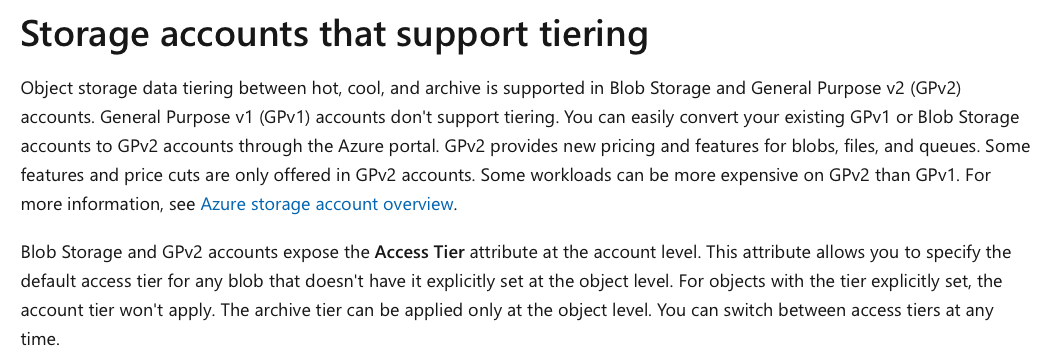 Storage accounts that support tiering
Object storage data tiering between hot, cool, and archive is supported in Blob Storage and General Purpose v2 (GPv2)
accounts. General Purpose v1 (GPv1) accounts don't support tiering. You can easily convert your existing GPv1 or Blob Storage
accounts to GPv2 accounts through the Azure portal. GPv2 provides new pricing and features for blobs, files, and queues. Some
features and price cuts are only offered in GPv2 accounts. Some workloads can be more expensive on GPv2 than GPv1. For
more information, see Azure storage account overview.
Blob Storage and GPv2 accounts expose the Access Tier attribute at the account level. This attribute allows you to specify the
default access tier for any blob that doesn't have it explicitly set at the object level. For objects with the tier explicitly set, the
account tier won't apply. The archive tier can be applied only at the object level. You can switch between access tiers at any
time.